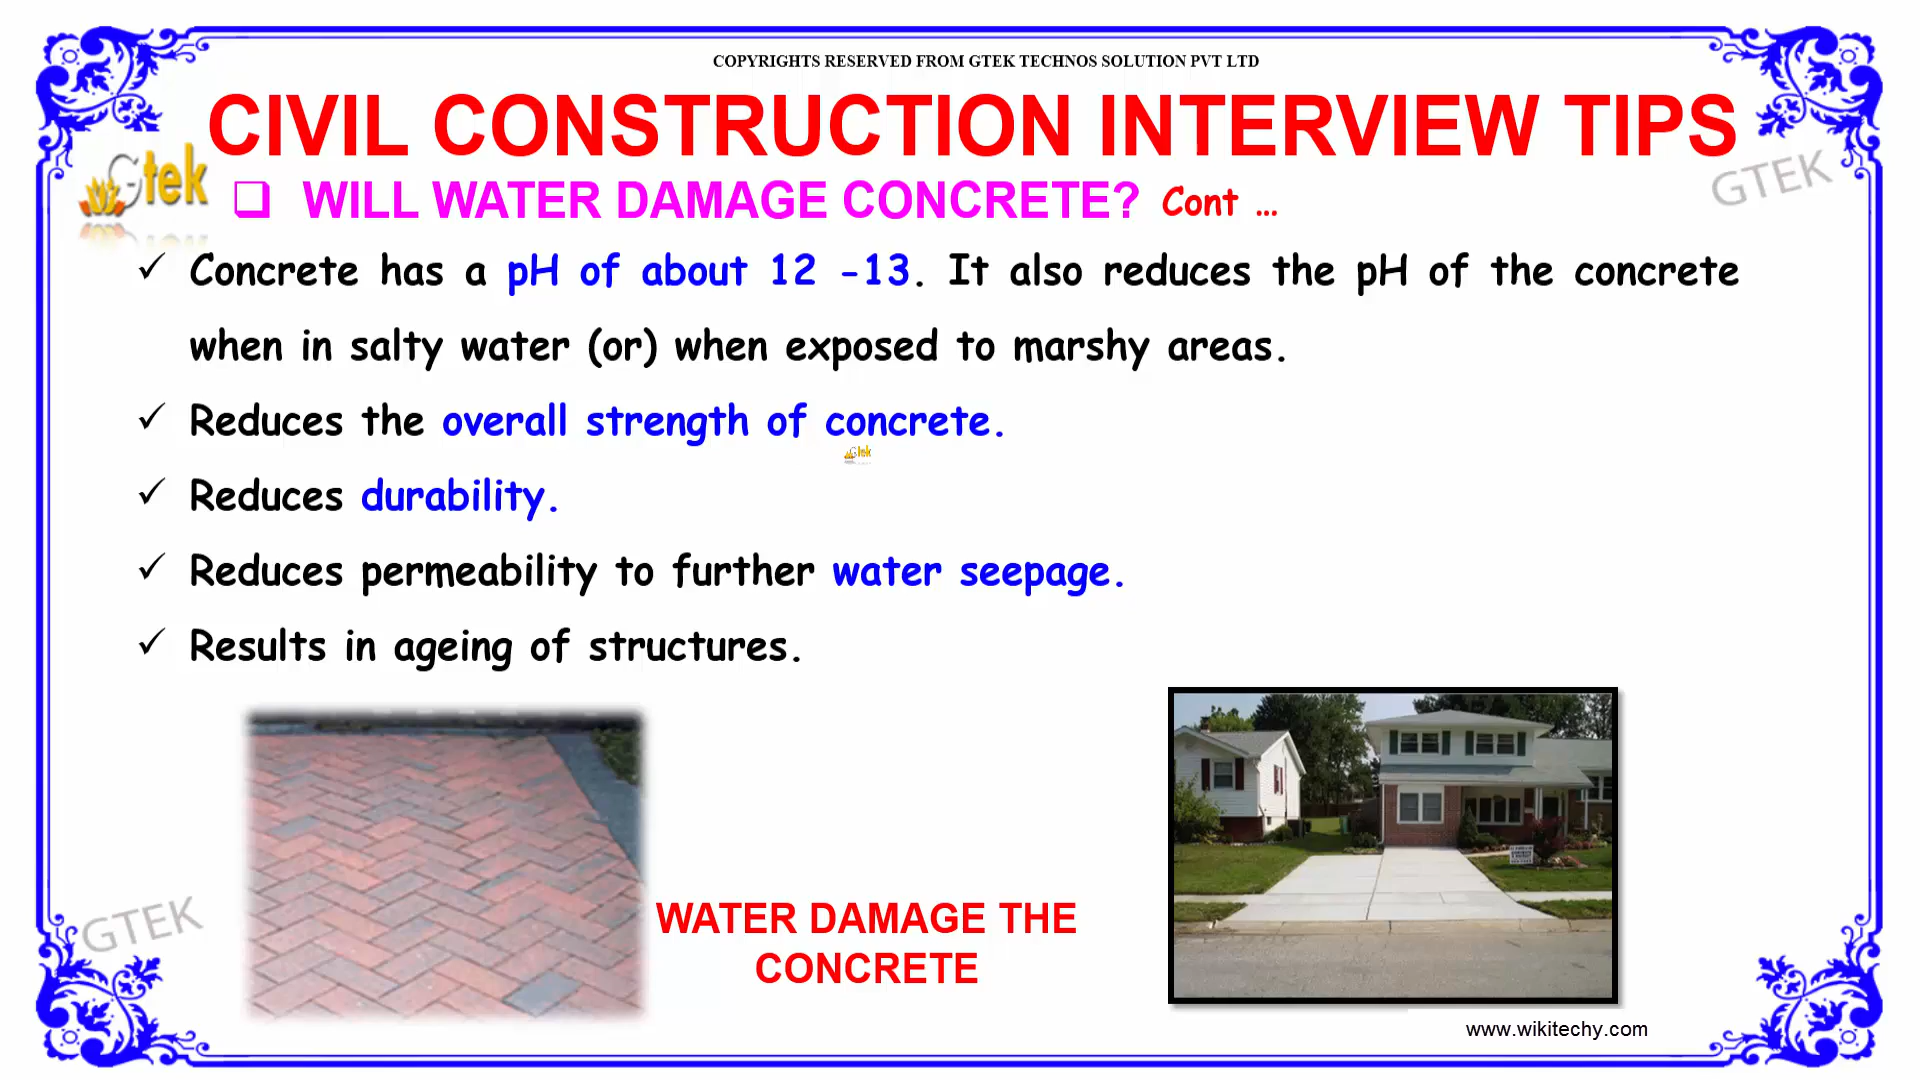 COPYRIGHTS RESERVED FROM GTEK TECHNOS SOLUTION PVT LTD
CIVIL CONSTRUCTION INTERVIEW TIPS
Gtek
GTEK
❑ WILL WATER DAMAGE CONCRETE? Cont ...
✓ Concrete has a pH of about 12 -13. It also reduces the pH of the concrete
when in salty water (or) when exposed to marshy areas.
✓ Reduces the overall strength of concrete.
Gtek
✓ Reduces durability.
✓ Reduces permeability to further water seepage.
✓ Results in ageing of structures.
GTEK
WATER DAMAGE THE
CONCRETE
www.wikitechy.com